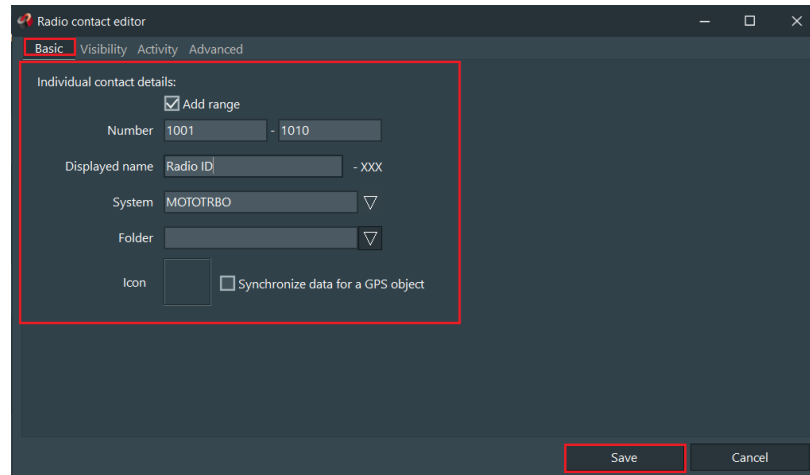 Radio contact editor
Basic Visibility Activity Advanced
Individual contact details:
Add range
Number 1001 - 1010
Displayed name Radio ID - XXX
System MOTOTRBO
Folder
Icon Synchronize data for a GPS object
Save Cancel